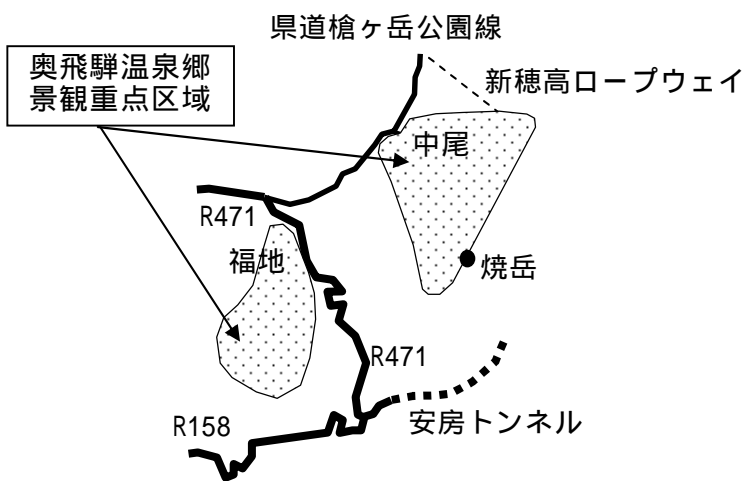 県道槍ヶ岳公園線
奥飛騨温泉郷
景観重点区域
新穂高ロープウェイ
中尾
R471
福地
焼岳
R471
安房トンネル
R158